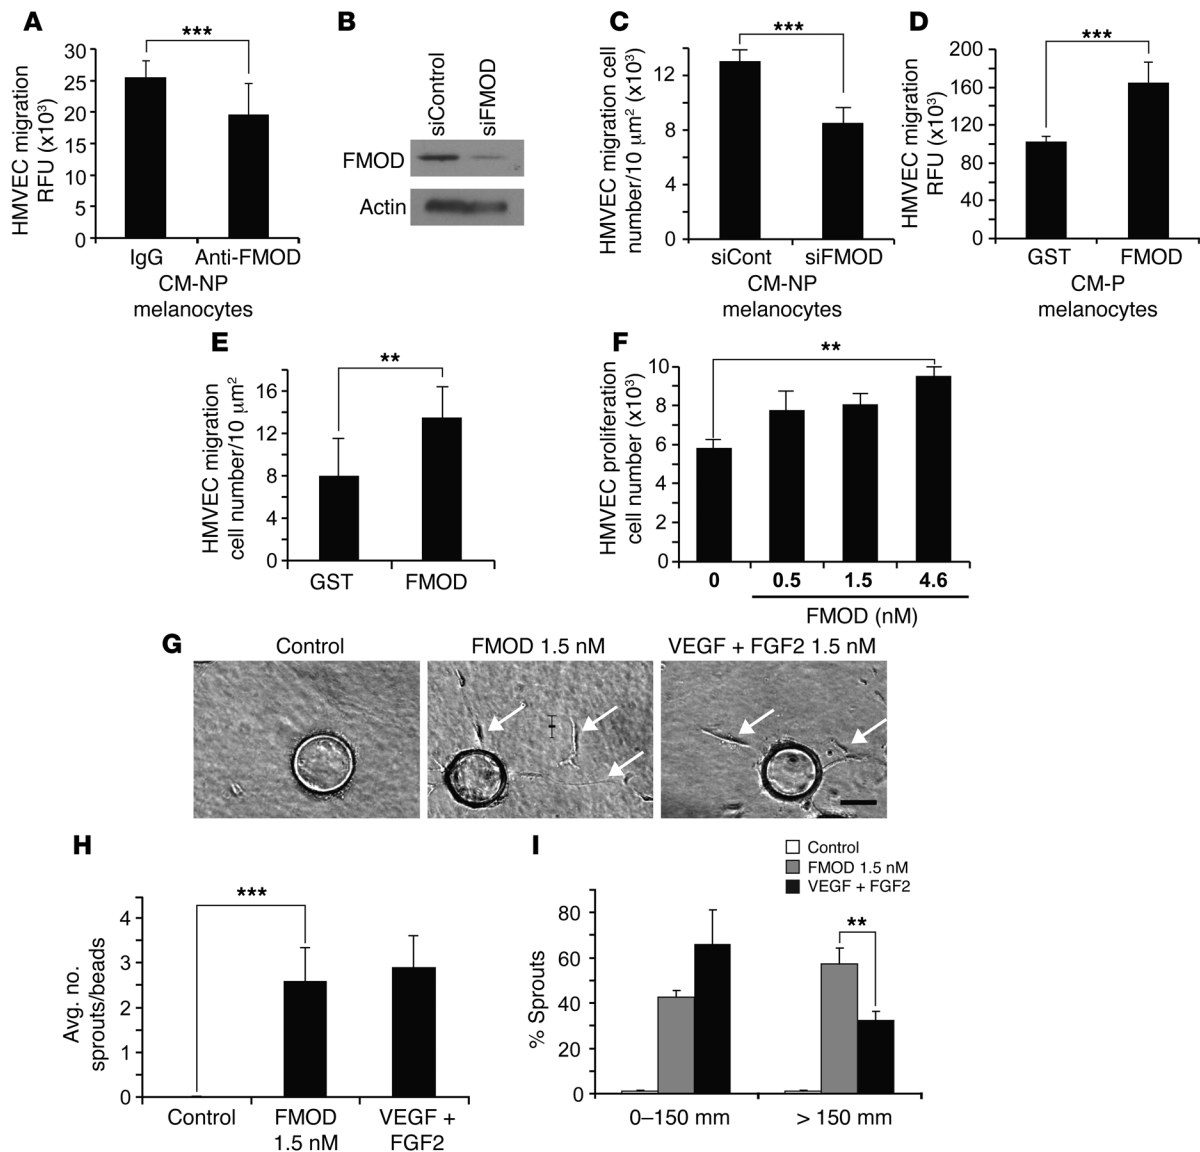 A
HMVEC migration
RFU (x10³)
30
25
20
15
10
5
0
***
IgG
Anti-FMOD
CM-NP
melanocytes
B
siControl
siFMOD
FMOD
Actin
C
HMVEC migration cell
number/10 µm² (x10³)
12
8
4
0
***
siCont
siFMOD
CM-NP
melanocytes
D
HMVEC migration
RFU (x10³)
200
160
120
80
40
0
***
GST
FMOD
CM-P
melanocytes
E
HMVEC migration
cell number/10 µm²
16
12
8
4
0
**
GST
FMOD
F
HMVEC proliferation
cell number (x10³)
10
8
6
4
2
0
**
0
0.5
1.5
4.6
FMOD (nM)
G
Control
FMOD 1.5 nM
VEGF + FGF2 1.5 nM
H
Avg. no.
sprouts/beads
4
3
2
1
0
***
Control
FMOD
1.5 nM
VEGF +
FGF2
I
Control
FMOD 1.5 nM
VEGF + FGF2
% Sprouts
80
60
40
20
0
**
0–150 mm
> 150 mm